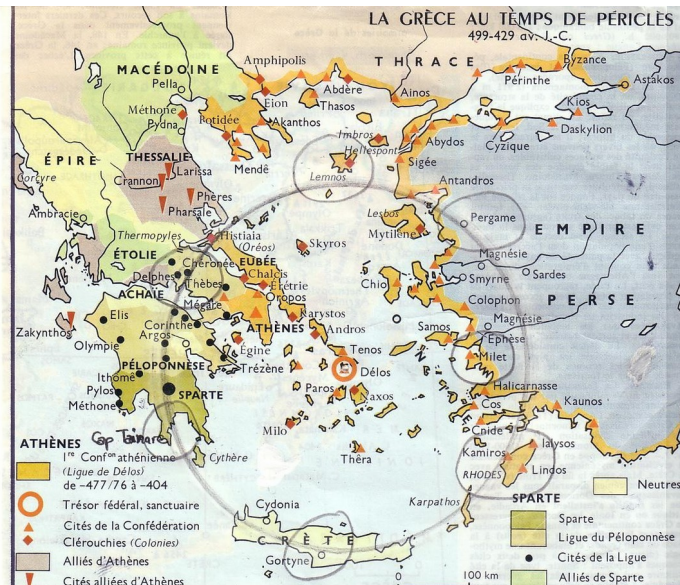 LA GRÈCE AU TEMPS DE PÉRICLÈS
499-429 av. J.-C.
Amphipolis
THRACE
Byzance
MACÉDOINE
Périnthe
Pella
Abdère
Astakos
Eion
Ainos
Méthone
Thasos
Kios
Pydna
Potidée
Akanthos
Imbros
Abydos
Daskylion
Hellespont
Cyzique
ÉPIRE
THESSALIE
Larissa
Sigée
Crannon
Mendê
Lemnos
Corcyre
Antandros
Phères
Pharsale
Lesbos
Pergame
Ambracie
Thermopyles
Histiaia
(Oréos)
Skyros
Mytilène
EMPIRE
ÉTOLIE
Chéronée
EUBÉE
Magnésie
Delphes
Chalcis
Sardes
Thèbes
Érétrie
Chio
Smyrne
ACHAÏE
Oropos
PERSE
Mégare
Colophon
Elis
Corinthe
Karystos
Magnésie
Zakynthos
ATHÈNES
Andros
Samos
Argos
Éphèse
Olympie
Égine
Tenos
Milet
PÉLOPONNÈSE
Trézène
Délos
Ithomê
Halicarnasse
Pylos
SPARTE
Paros
Naxos
Kaunos
Méthone
Cos
Milo
Cnide
Cap Tainare
Ialysos
ATHÈNES
Cythère
Thêra
Kamiros
1re Confon athénienne
Lindos
(Ligue de Délos)
RHODES
de -477/76 à -404
Karpathos
SPARTE
Neutres
Trésor fédéral, sanctuaire
Cydonia
Sparte
Cités de la Confédération
CRÈTE
Ligue du Péloponnèse
Clérouchies (Colonies)
Cités de la Ligue
Alliés d'Athènes
Gortyne
Alliés de Sparte
Cités alliées d'Athènes
0
100 km